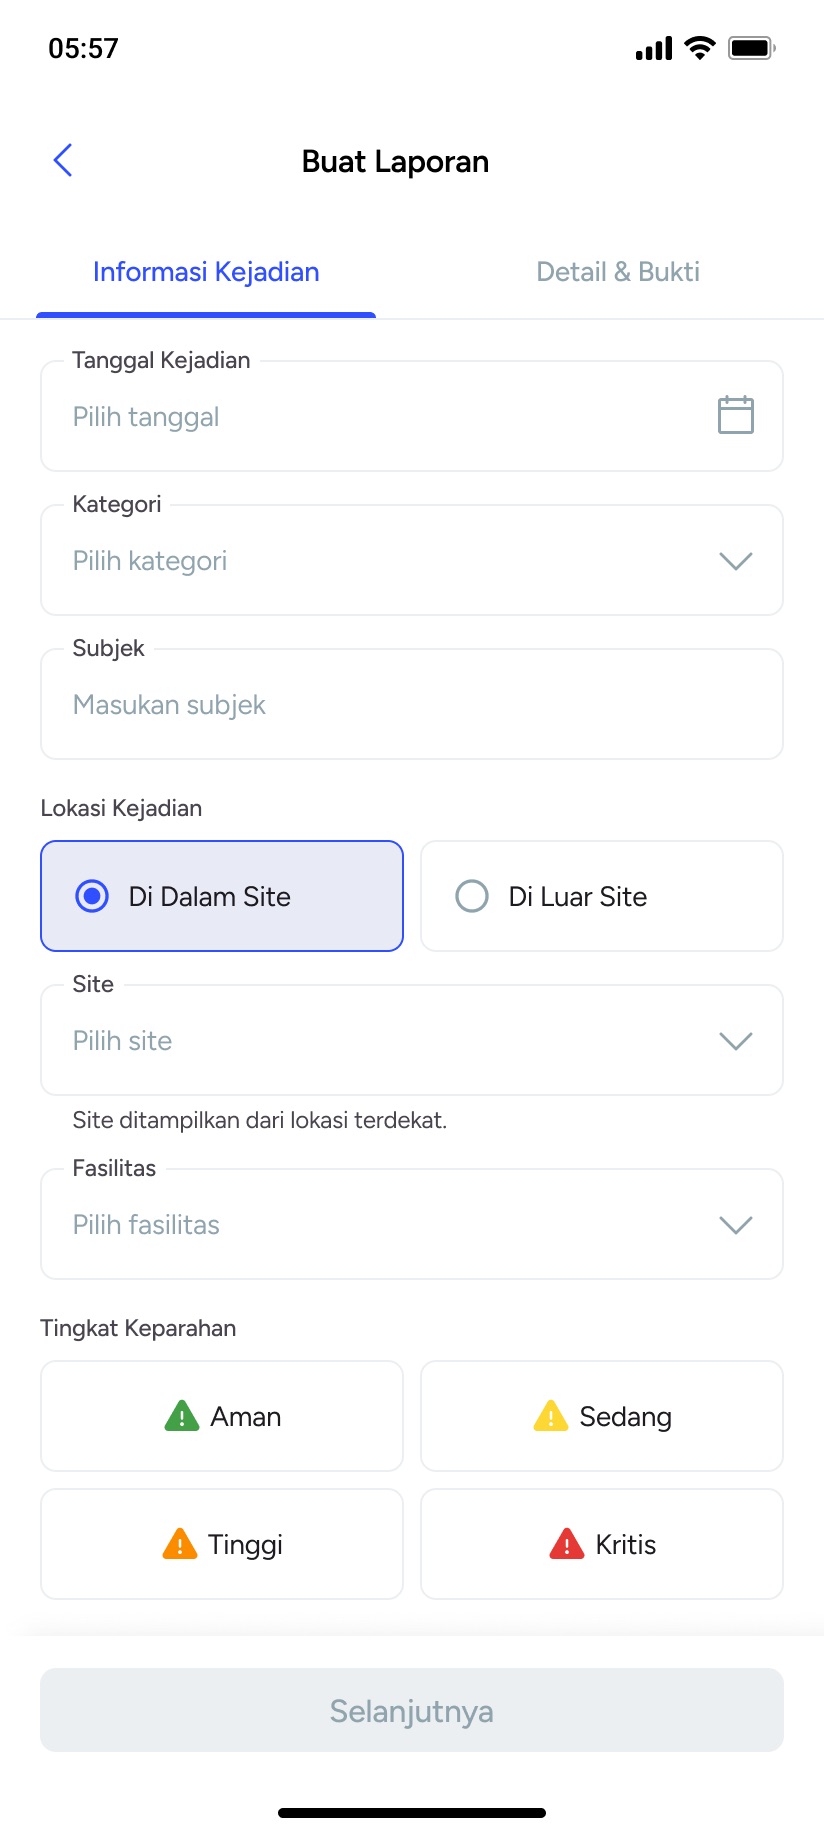 05:57
Buat Laporan
Informasi Kejadian
Detail & Bukti
Tanggal Kejadian
Pilih tanggal
Kategori
Pilih kategori
Subjek
Masukan subjek
Lokasi Kejadian
Di Dalam Site
Di Luar Site
Site
Pilih site
Site ditampilkan dari lokasi terdekat.
Fasilitas
Pilih fasilitas
Tingkat Keparahan
Aman
Sedang
Tinggi
Kritis
Selanjutnya